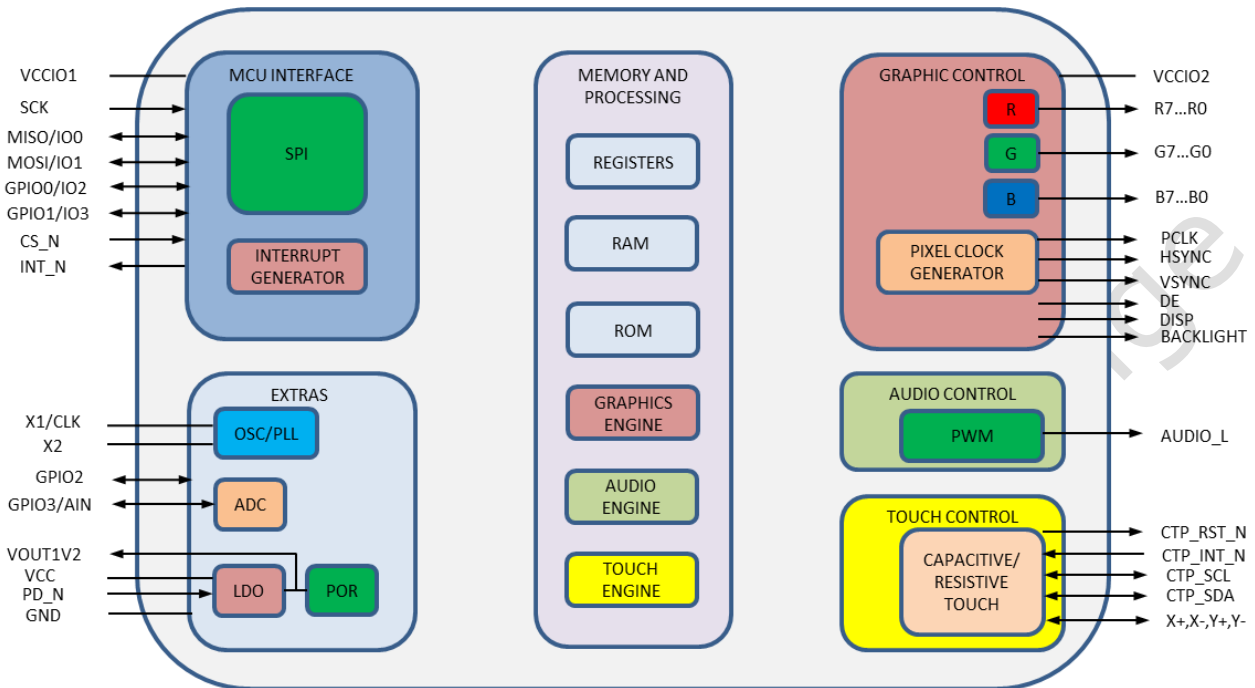 MCU INTERFACE
VCCIO1
SCK
MISO/IO0
MOSI/IO1
GPIO0/IO2
GPIO1/IO3
CS_N
INT_N
SPI
INTERRUPT
GENERATOR
EXTRAS
X1/CLK
X2
GPIO2
GPIO3/AIN
VOUT1V2
VCC
PD_N
GND
OSC/PLL
ADC
LDO
POR
MEMORY AND
PROCESSING
REGISTERS
RAM
ROM
GRAPHICS
ENGINE
AUDIO
ENGINE
TOUCH
ENGINE
GRAPHIC CONTROL
R
G
B
PIXEL CLOCK
GENERATOR
VCCIO2
R7...R0
G7...G0
B7...B0
PCLK
HSYNC
VSYNC
DE
DISP
BACKLIGHT
AUDIO CONTROL
PWM
AUDIO_L
TOUCH CONTROL
CAPACITIVE/
RESISTIVE
TOUCH
CTP_RST_N
CTP_INT_N
CTP_SCL
CTP_SDA
X+,X-,Y+,Y-